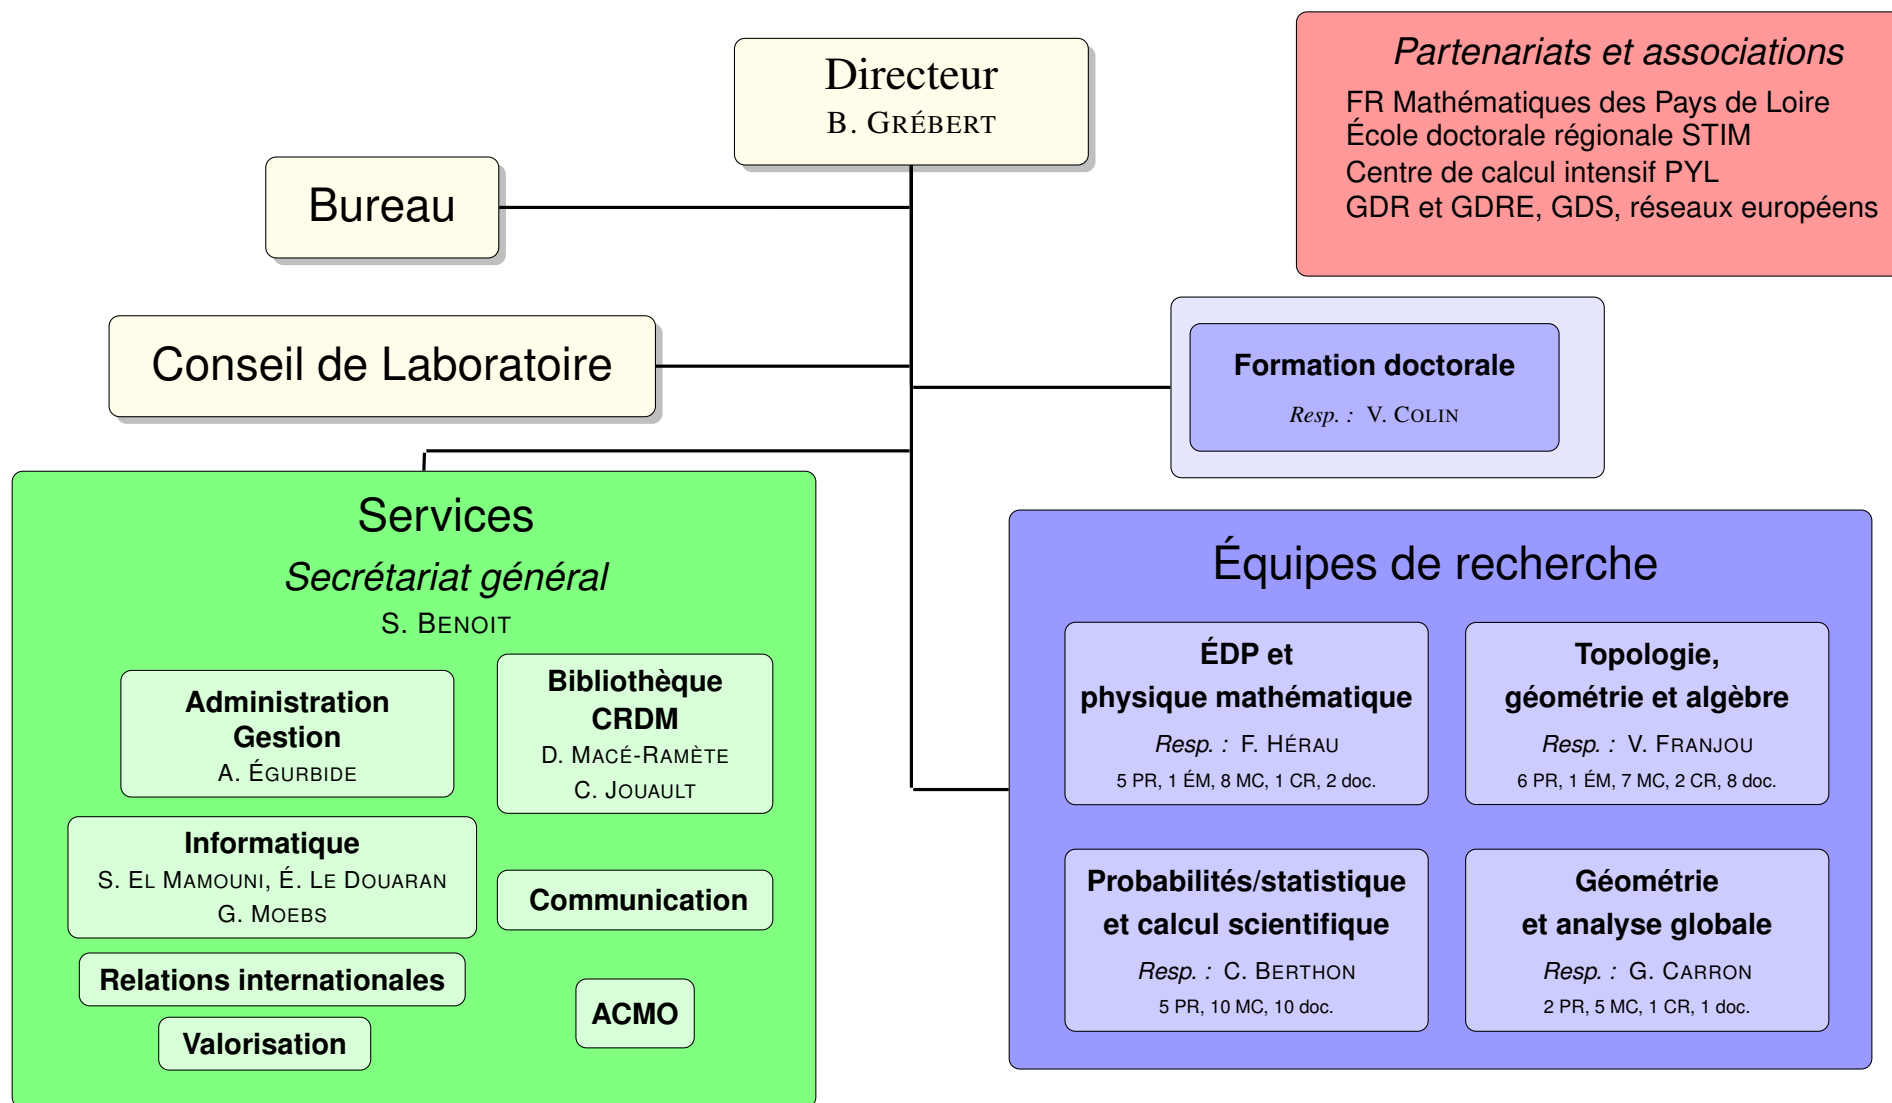 Directeur
B. GRÉBERT
Partenariats et associations
FR Mathématiques des Pays de Loire
École doctorale régionale STIM
Centre de calcul intensif PYL
GDR et GDRE, GDS, réseaux européens
Bureau
Conseil de Laboratoire
Formation doctorale
Resp. : V. COLIN
Services
Secrétariat général
S. BENOIT
Administration
Gestion
A. ÉGURBIDE
Bibliothèque
CRDM
D. MACÉ-RAMÈTE
C. JOUAULT
Informatique
S. EL MAMOUNI, É. LE DOUARAN
G. MOEBS
Communication
Relations internationales
ACMO
Valorisation
Équipes de recherche
ÉDP et
physique mathématique
Resp. : F. HÉRAU
5 PR, 1 ÉM, 8 MC, 1 CR, 2 doc.
Topologie,
géométrie et algèbre
Resp. : V. FRANJOU
6 PR, 1 ÉM, 7 MC, 2 CR, 8 doc.
Probabilités/statistique
et calcul scientifique
Resp. : C. BERTHON
5 PR, 10 MC, 10 doc.
Géométrie
et analyse globale
Resp. : G. CARRON
2 PR, 5 MC, 1 CR, 1 doc.